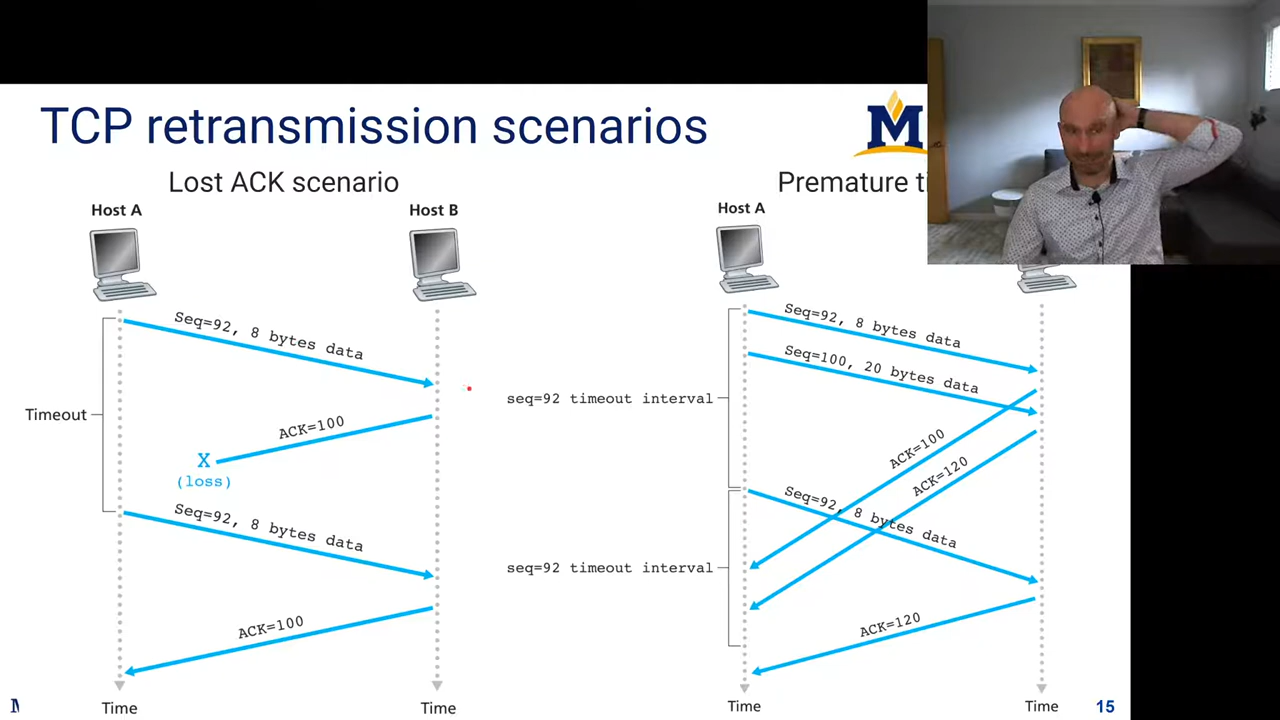 TCP retransmission scenarios
M
Lost ACK scenario
Host A
Host B
Seq=92, 8 bytes data
Timeout
ACK=100
X
(loss)
Seq=92, 8 bytes data
ACK=100
Time
Time
Premature
Host A
Seq=92, 8 bytes data
Seq=100, 20 bytes data
seq=92 timeout interval
ACK=100
ACK=120
Seq=92, 8 bytes data
seq=92 timeout interval
ACK=120
Time
Time
15